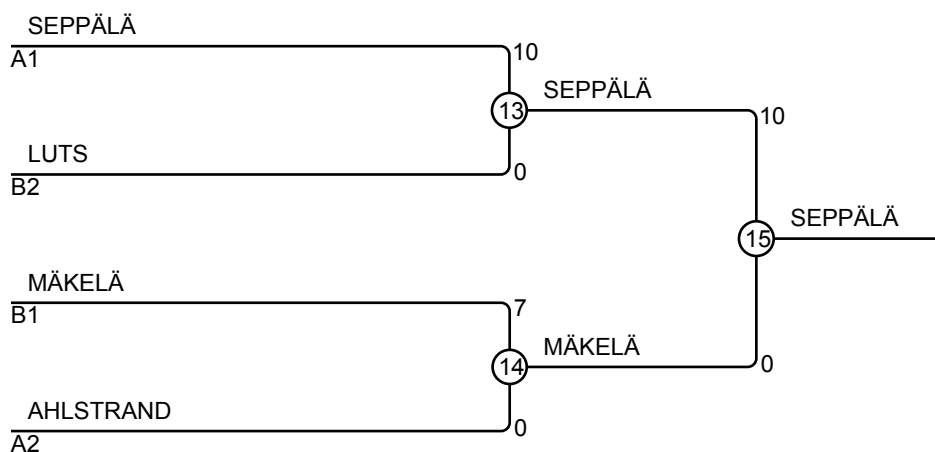 SEPPÄLÄ
A1
10
13
SEPPÄLÄ
LUTS
B2
0
10
15
SEPPÄLÄ
MÄKELÄ
B1
7
14
MÄKELÄ
0
AHLSTRAND
A2
0